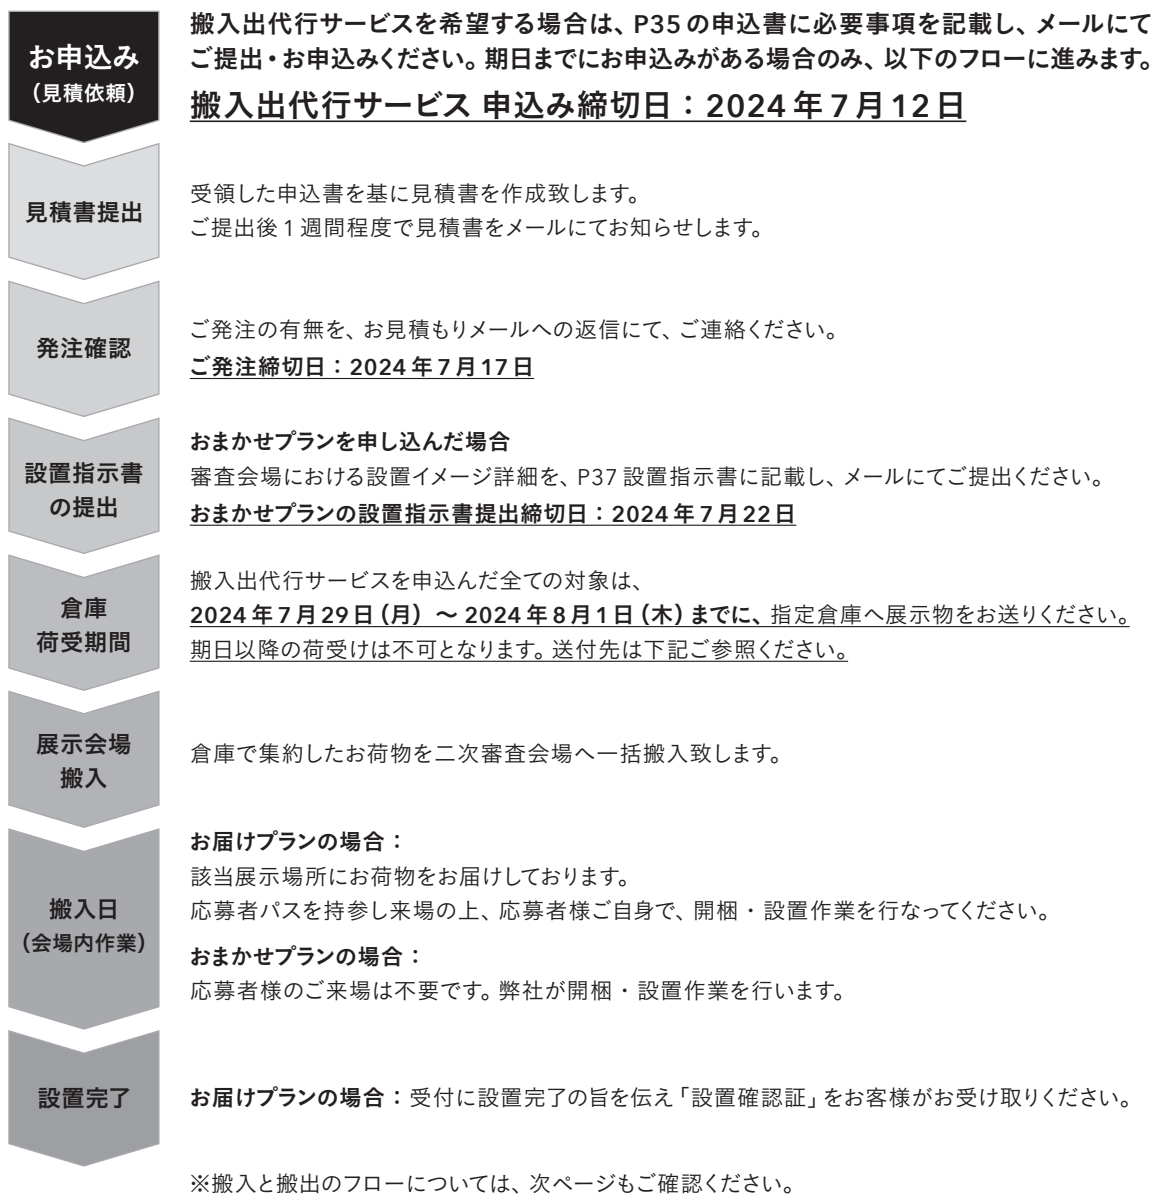 お申込み
（見積依頼）
搬入出代行サービスを希望する場合は、P35の申込書に必要事項を記載し、メールにて
ご提出・お申込みください。期日までにお申込みがある場合のみ、以下のフローに進みます。
搬入出代行サービス 申込み締切日：2024年7月12日
見積書提出
受領した申込書を基に見積書を作成致します。
ご提出後1週間程度で見積書をメールにてお知らせします。
発注確認
ご発注の有無を、お見積もりメールへの返信にて、ご連絡ください。
ご発注締切日：2024年7月17日
設置指示書
の提出
おまかせプランを申し込んだ場合
審査会場における設置イメージ詳細を、P37 設置指示書に記載し、メールにてご提出ください。
おまかせプランの設置指示書提出締切日：2024年7月22日
倉庫
荷受期間
搬入出代行サービスを申込んだ全ての対象は、
2024年7月29日（月）～2024年8月1日（木）までに、指定倉庫へ展示物をお送りください。
期日以降の荷受けは不可となります。送付先は下記ご参照ください。
展示会場
搬入
倉庫で集約したお荷物を二次審査会場へ一括搬入致します。
搬入日
（会場内作業）
お届けプランの場合：
該当展示場所にお荷物をお届けしております。
応募者パスを持参し来場の上、応募者様ご自身で、開梱・設置作業を行なってください。
おまかせプランの場合：
応募者様のご来場は不要です。弊社が開梱・設置作業を行います。
設置完了
お届けプランの場合：受付に設置完了の旨を伝え「設置確認証」をお客様がお受け取りください。
※搬入と搬出のフローについては、次ページもご確認ください。